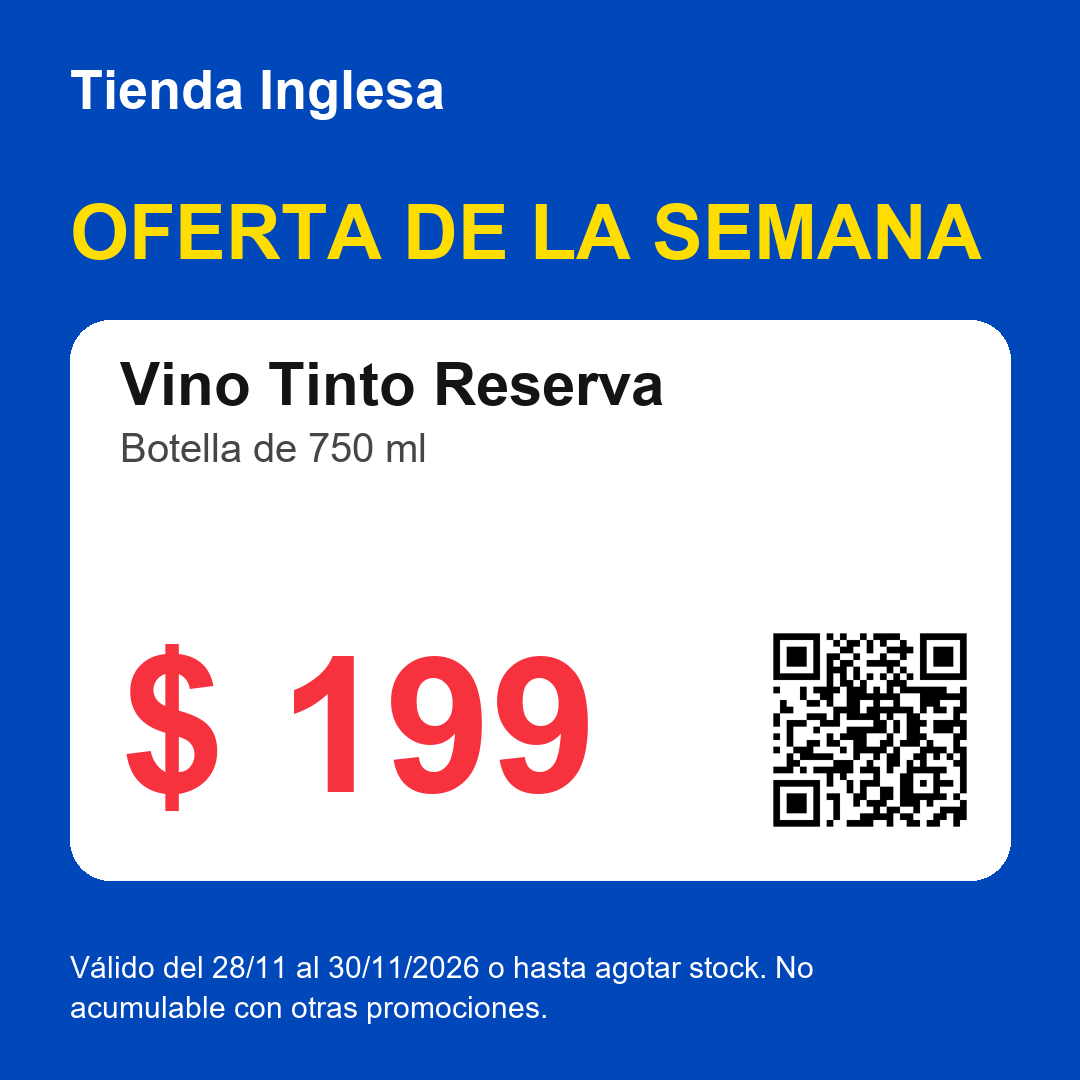 Tienda Inglesa
OFERTA DE LA SEMANA
Vino Tinto Reserva
Botella de 750 ml
$ 199
Válido del 28/11 al 30/11/2026 o hasta agotar stock. No
acumulable con otras promociones.